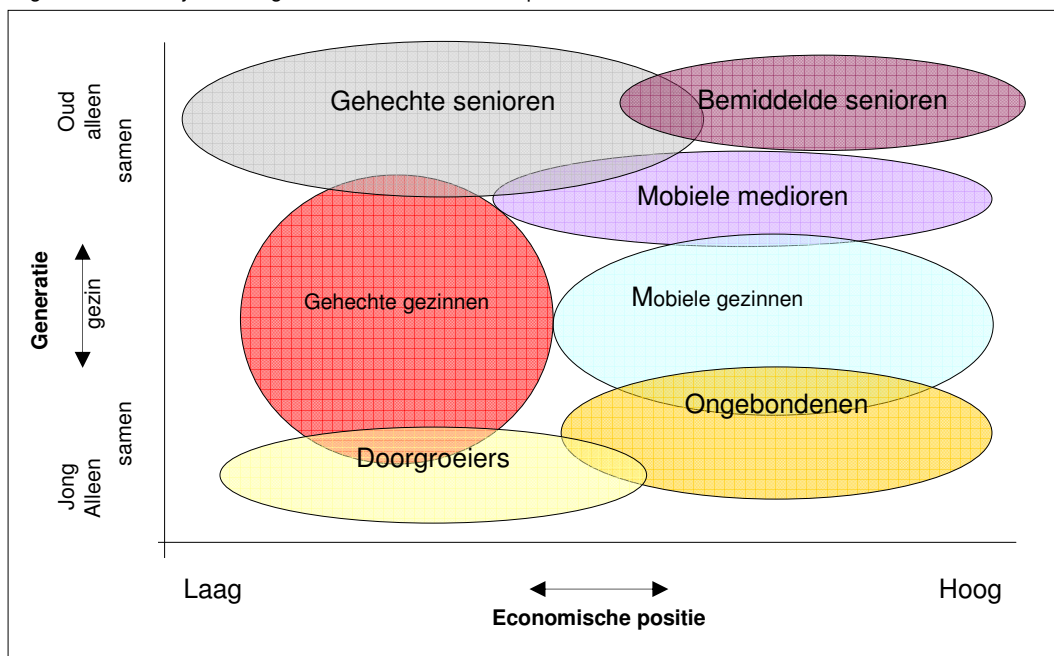 Gehechte senioren
Bemiddelde senioren
Mobiele medioren
Gehechte gezinnen
Mobiele gezinnen
Ongebondenen
Doorgroeiers
Oud
alleen
samen
Generatie
gezin
samen
Jong
Alleen
Laag
Hoog
Economische positie